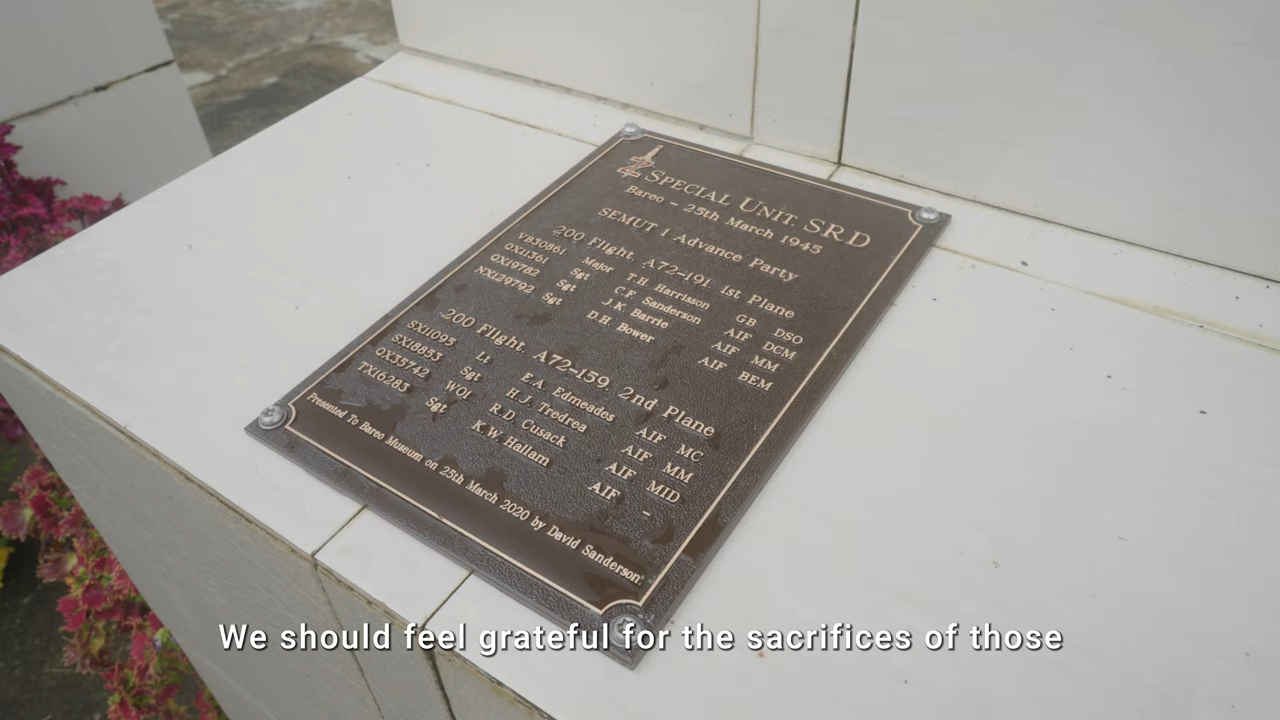 SPECIAL UNIT. SRD
Bareo - 25th March 1945
SEMUT 1 Advance Party
200 Flight. A72-191. 1st Plane
VB30861 Major T.H. Harrisson GB DSO
QX11361 Sgt C.F. Sanderson AIF DCM
QX19782 Sgt J.K. Barrie AIF MM
NX129792 Sgt D.H. Bower AIF BEM
200 Flight. A72-159. 2nd Plane
SX11095 Lt E.A. Edmeades AIF MC
SX18853 Sgt H.J. Tredrea AIF MM
QX35742 WO1 R.D. Cusack AIF MID
TX16283 Sgt K.W. Hallam AIF -
Presented To Bareo Museum on 25th March 2020 by David Sanderson.
We should feel grateful for the sacrifices of those